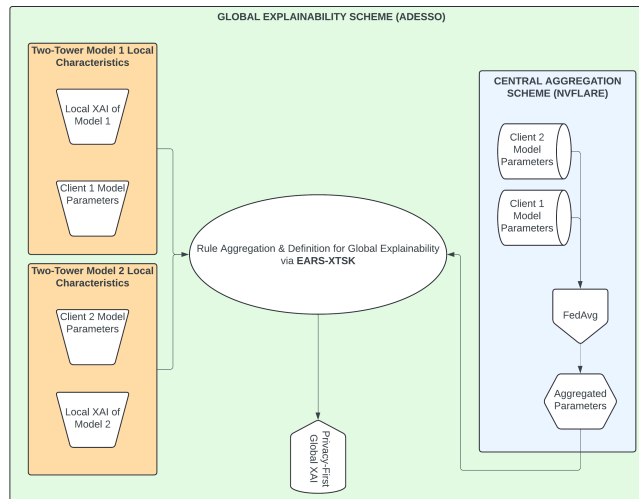 GLOBAL EXPLAINABILITY SCHEME (ADESSO)
Two-Tower Model 1 Local
Characteristics
Local XAI of
Model 1
Client 1 Model
Parameters
Two-Tower Model 2 Local
Characteristics
Client 2 Model
Parameters
Local XAI of
Model 2
Rule Aggregation & Definition for Global Explainability
via EARS-XTSK
Privacy-First
Global XAI
CENTRAL AGGREGATION
SCHEME (NVFLARE)
Client 2
Model
Parameters
Client 1
Model
Parameters
FedAvg
Aggregated
Parameters